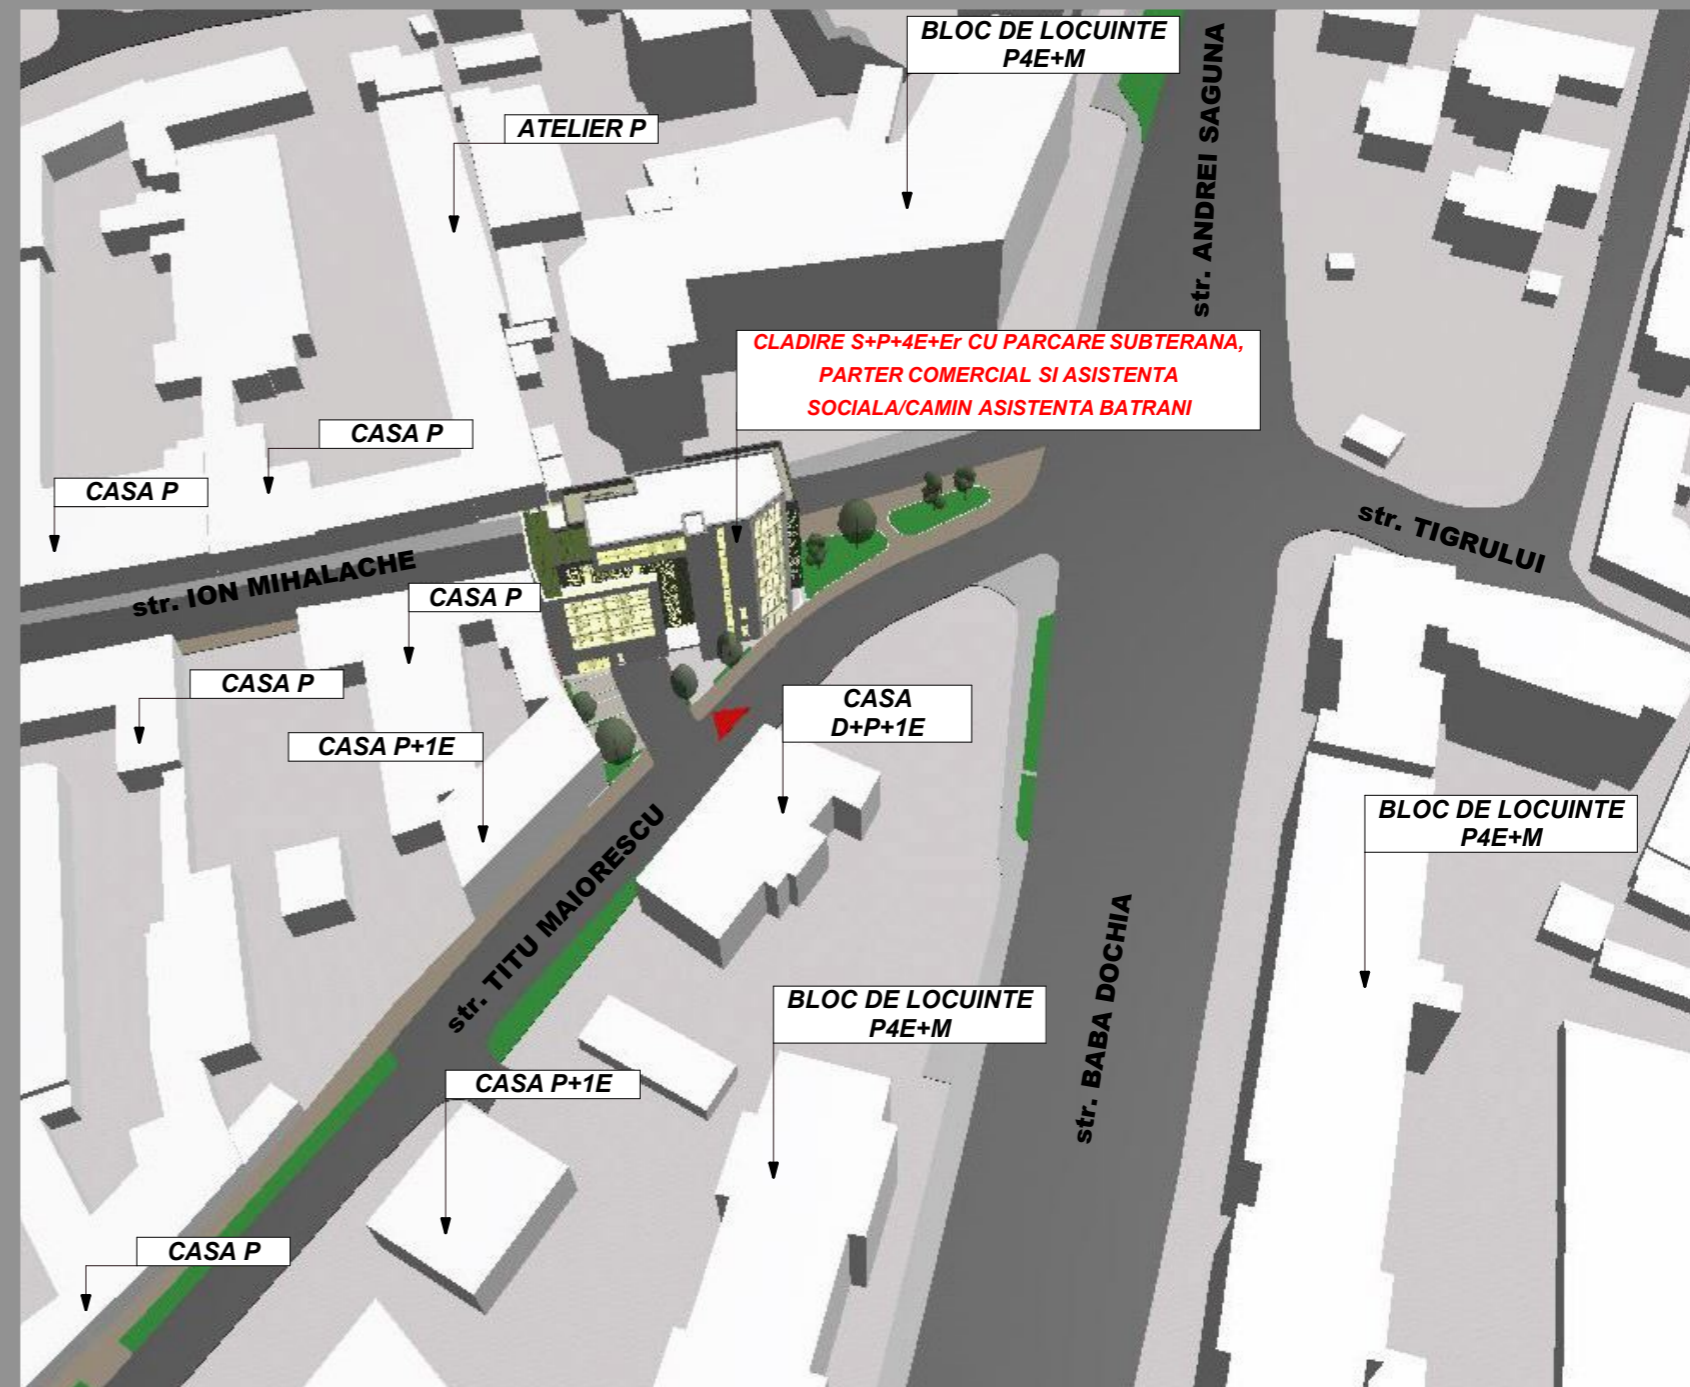 BLOC DE LOCUINTE
P4E+M
str. ANDREI SAGUNA
ATELIER P
CLADIRE S+P+4E+Er CU PARCARE SUBTERANA,
PARTER COMERCIAL SI ASISTENTA
SOCIALA/CAMIN ASISTENTA BATRANI
CASA P
CASA P
str. TIGRULUI
str. ION MIHALACHE
CASA P
CASA P
CASA
D+P+1E
CASA P+1E
BLOC DE LOCUINTE
P4E+M
str. TITU MAIORESCU
str. BABA DOCHIA
BLOC DE LOCUINTE
P4E+M
CASA P+1E
CASA P